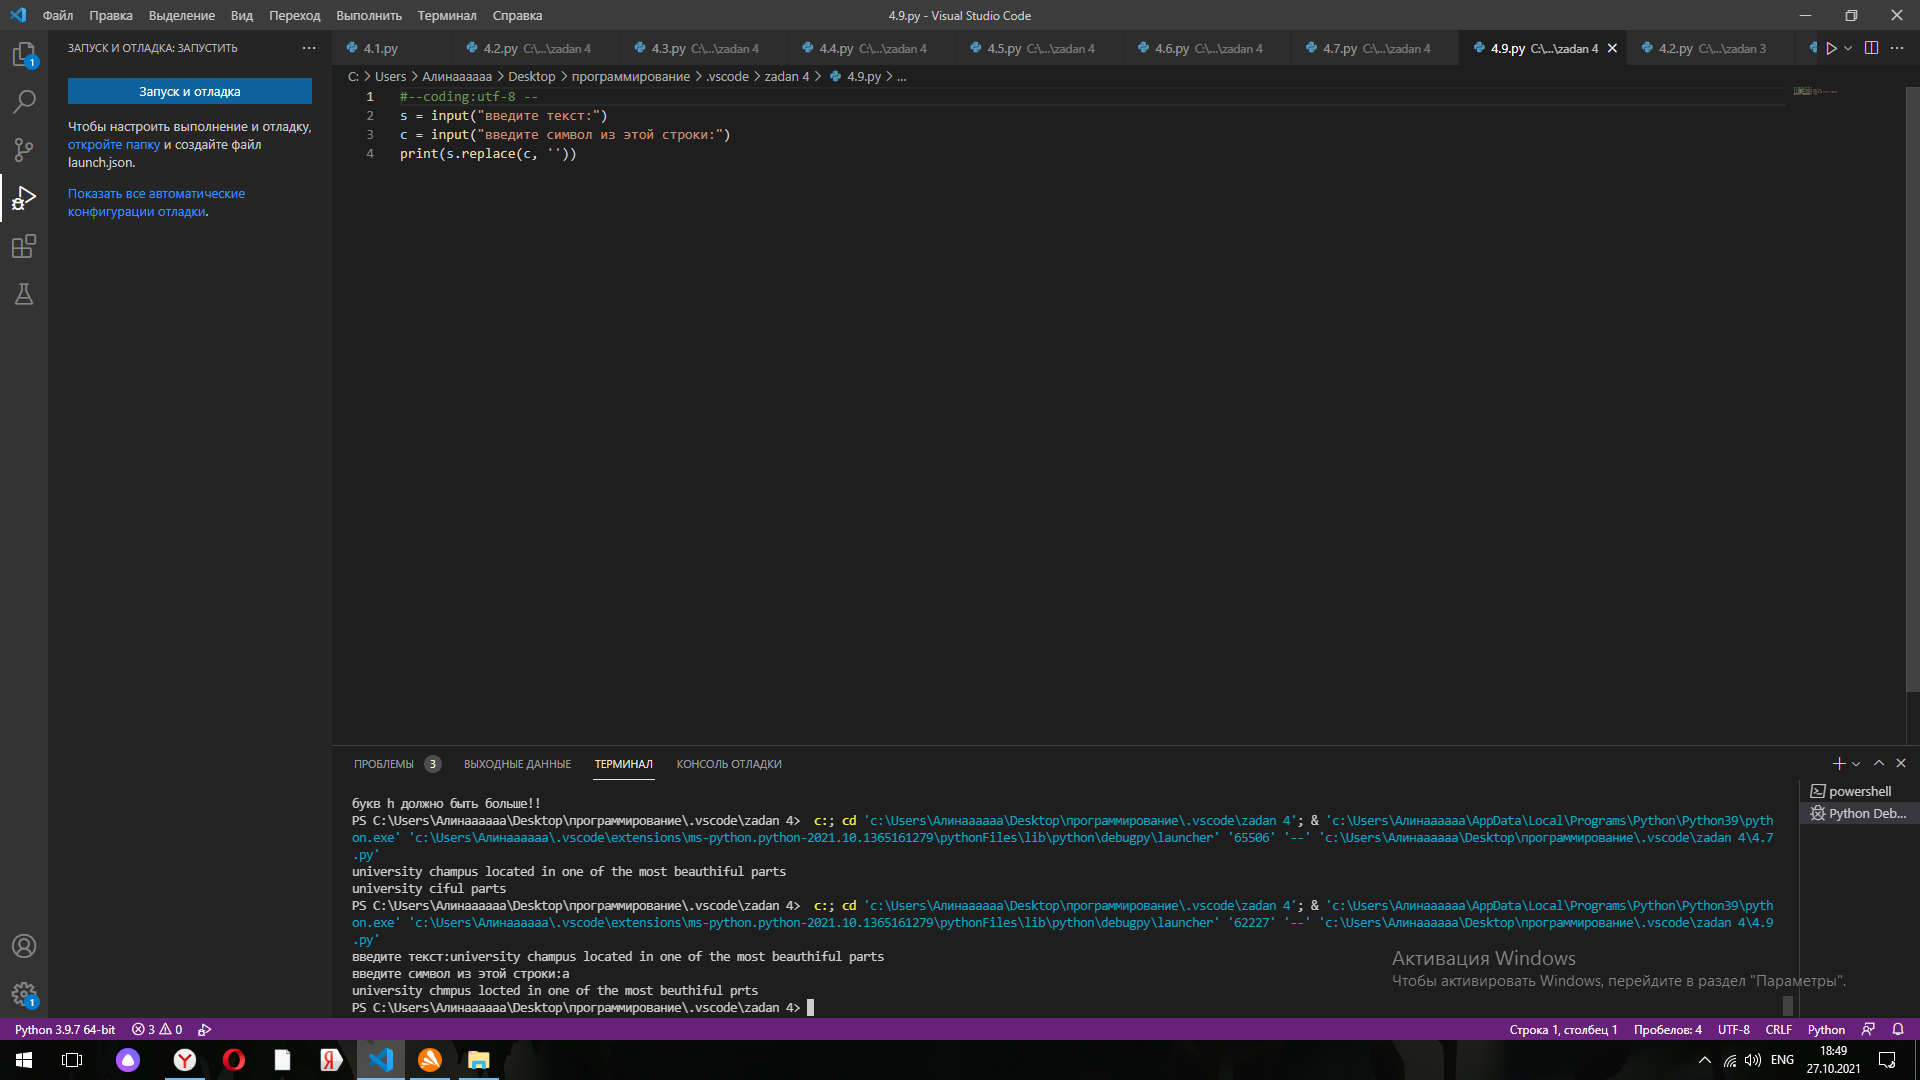 Файл Правка Выделение Вид Переход Выполнить Терминал Справка
4.9.py - Visual Studio Code
ЗАПУСК И ОТЛАДКА: ЗАПУСТИТЬ ...
4.1.py 4.2.py C:\...\zadan 4 4.3.py C:\...\zadan 4 4.4.py C:\...\zadan 4 4.5.py C:\...\zadan 4 4.6.py C:\...\zadan 4 4.7.py C:\...\zadan 4 4.9.py C:\...\zadan 4 4.2.py C:\...\zadan 3
1
Запуск и отладка
Чтобы настроить выполнение и отладку,
откройте папку и создайте файл
launch.json.
Показать все автоматические
конфигурации отладки.
C: > Users > Алинаааааа > Desktop > программирование > .vscode > zadan 4 > 4.9.py > ...
1 #--coding:utf-8 --
2 s = input("введите текст:")
3 c = input("введите символ из этой строки:")
4 print(s.replace(c, ''))
ПРОБЛЕМЫ 3 ВЫХОДНЫЕ ДАННЫЕ ТЕРМИНАЛ КОНСОЛЬ ОТЛАДКИ
powershell
Python Deb...
букв h должно быть больше!!
PS C:\Users\Алинаааааа\Desktop\программирование\.vscode\zadan 4>  c:; cd 'c:\Users\Алинаааааа\Desktop\программирование\.vscode\zadan 4'; & 'c:\Users\Алинаааааа\AppData\Local\Programs\Python\Python39\pyth
on.exe' 'c:\Users\Алинаааааа\.vscode\extensions\ms-python.python-2021.10.1365161279\pythonFiles\lib\python\debugpy\launcher' '65506' '--' 'c:\Users\Алинаааааа\Desktop\программирование\.vscode\zadan 4\4.7
.py'
university champus located in one of the most beauthiful parts
university ciful parts
PS C:\Users\Алинаааааа\Desktop\программирование\.vscode\zadan 4>  c:; cd 'c:\Users\Алинаааааа\Desktop\программирование\.vscode\zadan 4'; & 'c:\Users\Алинаааааа\AppData\Local\Programs\Python\Python39\pyth
on.exe' 'c:\Users\Алинаааааа\.vscode\extensions\ms-python.python-2021.10.1365161279\pythonFiles\lib\python\debugpy\launcher' '62227' '--' 'c:\Users\Алинаааааа\Desktop\программирование\.vscode\zadan 4\4.9
.py'
введите текст:university champus located in one of the most beauthiful parts
введите символ из этой строки:a
university chmpus locted in one of the most beuthiful prts
PS C:\Users\Алинаааааа\Desktop\программирование\.vscode\zadan 4>
Активация Windows
Чтобы активировать Windows, перейдите в раздел "Параметры".
1
Python 3.9.7 64-bit 3 0
Строка 1, столбец 1 Пробелов: 4 UTF-8 CRLF Python
ENG
18:49
27.10.2021